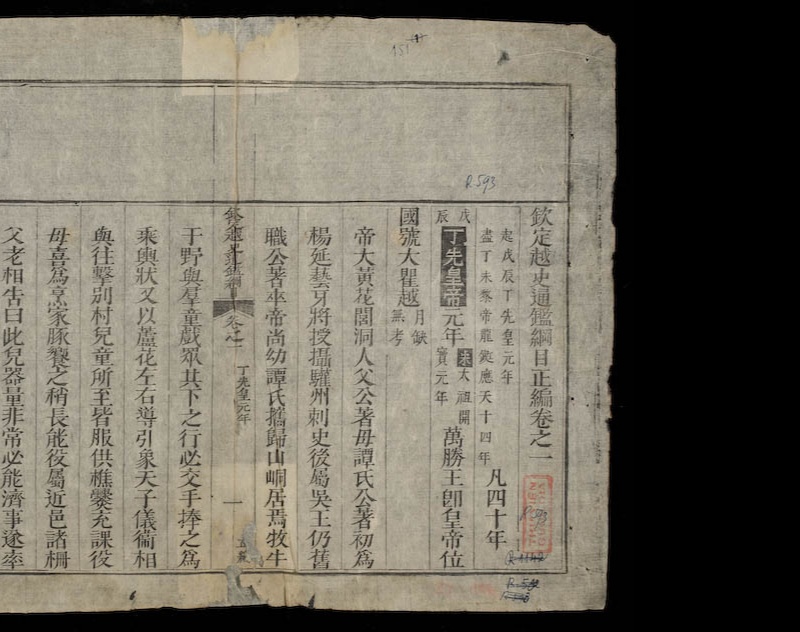 欽定越史通鑑綱目正編卷之一
起戊辰丁先皇元年
盡丁未黎帝龍鋌應天十四年
凡四十年
戊辰
丁先皇帝元年
宋太祖開寶元年
萬勝王卽皇帝位
國號大瞿越
月缺無考
帝大黃花閭洞人父公著母譚氏公著初爲
楊延藝牙將授攝驩州刺史後屬吳王仍舊
職公著卒帝尚幼譚氏攜歸山峒居焉牧牛
欽定越史通鑑綱目
卷之一
丁先皇元年
一
于野與羣童戲眾其下之行必交手捧之爲
乘輿狀又以蘆花左右導引象天子儀衞相
與往擊別村兒童所至皆服供樵爨充課役
母喜爲烹家豚饗之稍長能役屬近邑諸柵
父老相告曰此兒器量非常必能濟事遂率
151
R.593